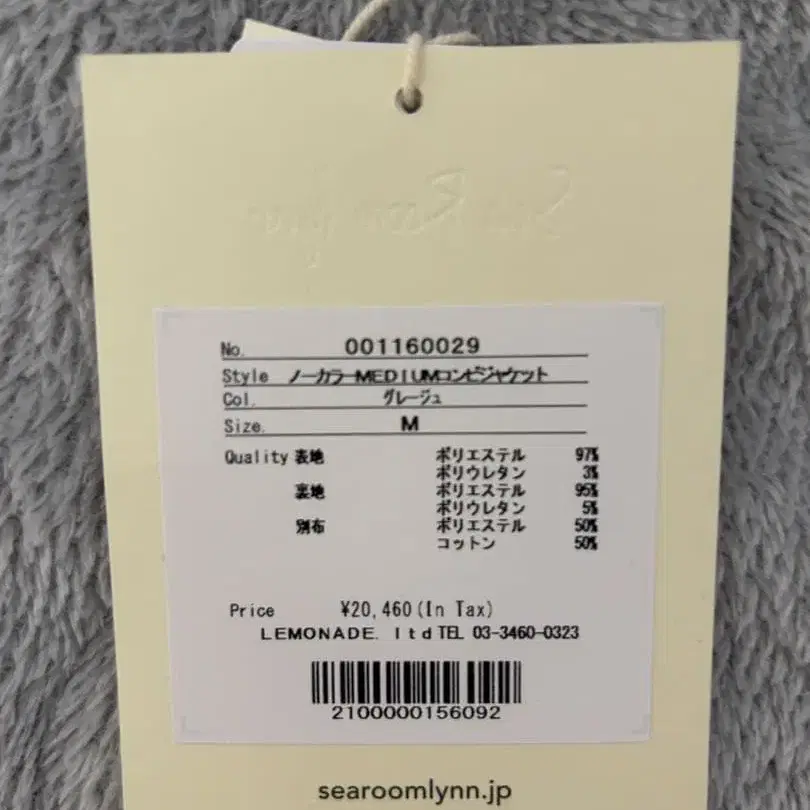 No. 001160029
Style ノーカラーMEDIUMコンビジャケット
Col. グレージュ
Size. M
Quality 表地 ポリエステル 97%
ポリウレタン 3%
裏地 ポリエステル 95%
ポリウレタン 5%
別布 ポリエステル 50%
コットン 50%
Price ¥20,460(In Tax)
LEMONADE. ltd TEL 03-3460-0323
2100000156092
searoomlynn.jp